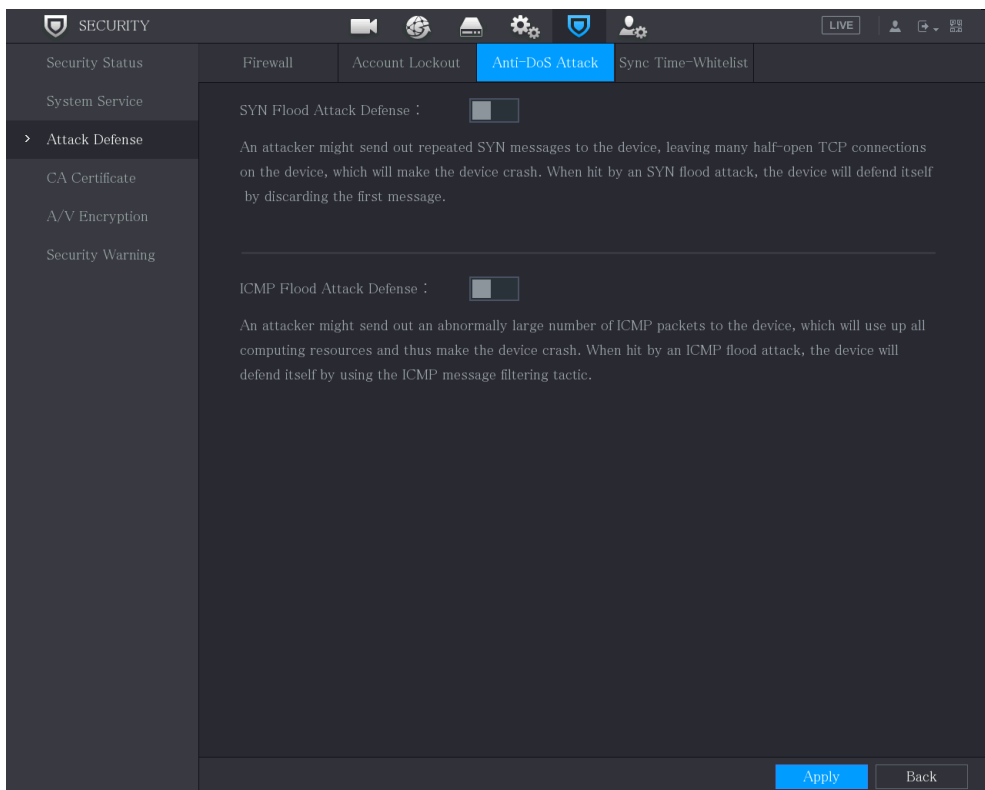 SECURITY
LIVE
Security Status
System Service
Attack Defense
CA Certificate
A/V Encryption
Security Warning
Firewall
Account Lockout
Anti-DoS Attack
Sync Time-Whitelist
SYN Flood Attack Defense :
An attacker might send out repeated SYN messages to the device, leaving many half-open TCP connections
on the device, which will make the device crash. When hit by an SYN flood attack, the device will defend itself
by discarding the first message.
ICMP Flood Attack Defense :
An attacker might send out an abnormally large number of ICMP packets to the device, which will use up all
computing resources and thus make the device crash. When hit by an ICMP flood attack, the device will
defend itself by using the ICMP message filtering tactic.
Apply
Back